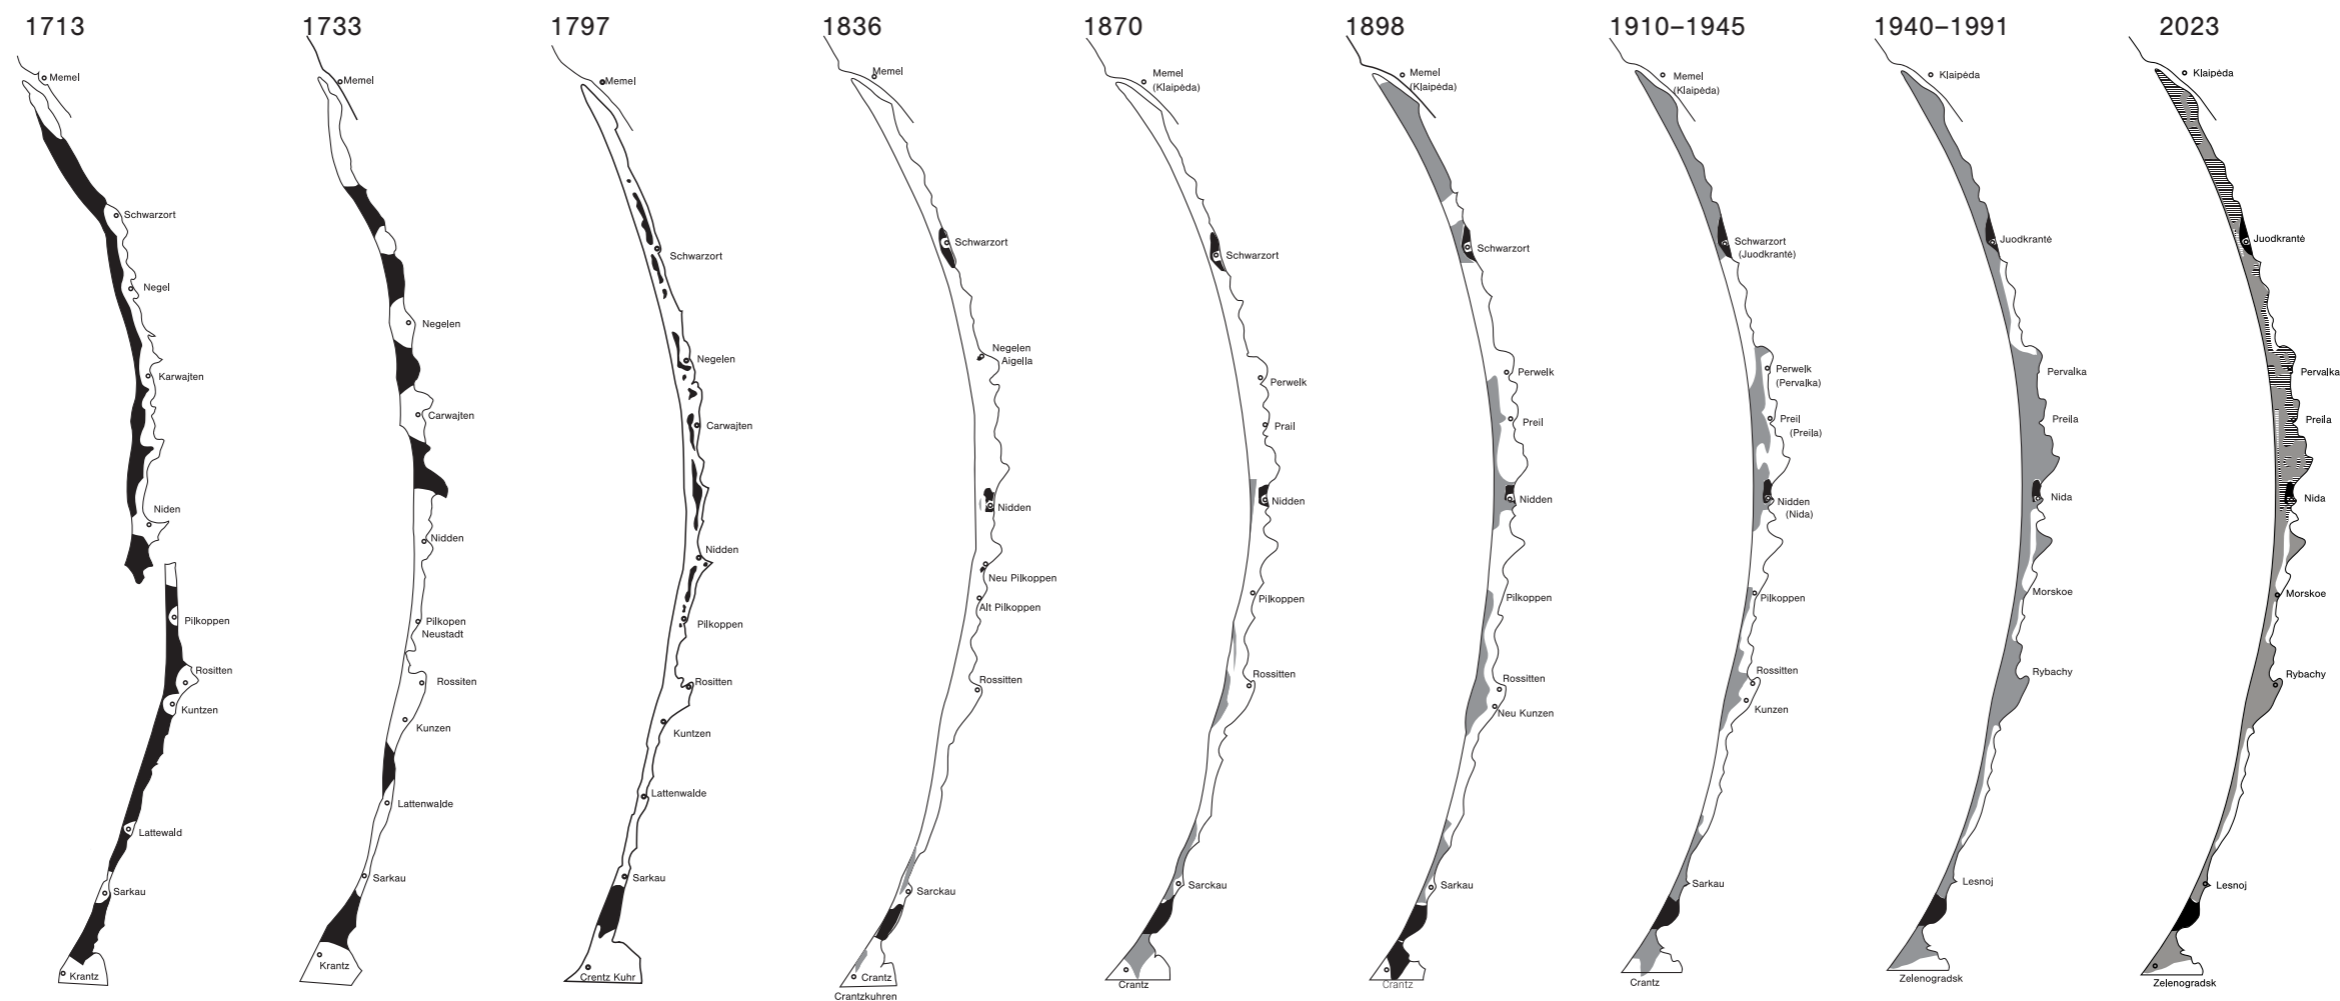 1713
Memel
Schwarzort
Negel
Karwajten
Niden
Pilkoppen
Rositten
Kuntzen
Lattewald
Sarkau
Krantz
1733
Memel
Negelen
Carwajten
Nidden
Pilkopen
Neustadt
Rossiten
Kunzen
Lattenwalde
Sarkau
Krantz
1797
Memel
Schwarzort
Negelen
Carwajten
Nidden
Pilkoppen
Rositten
Kuntzen
Lattenwalde
Sarkau
Crentz Kuhr
1836
Memel
Schwarzort
Negelen
Aigella
Nidden
Neu Pilkoppen
Alt Pilkoppen
Rossitten
Sarckau
Crantz
Crantzkuhren
1870
Memel
(Klaipėda)
Schwarzort
Perwelk
Prail
Nidden
Pilkoppen
Rossitten
Sarckau
Crantz
1898
Memel
(Klaipėda)
Schwarzort
Perwelk
Preil
Nidden
Pilkoppen
Rossitten
Neu Kunzen
Sarkau
Crantz
1910–1945
Memel
(Klaipėda)
Schwarzort
(Juodkrantė)
Perwelk
(Pervalka)
Preil
(Preila)
Nidden
(Nida)
Pilkoppen
Rossitten
Kunzen
Sarkau
Crantz
1940–1991
Klaipėda
Juodkrantė
Pervalka
Preila
Nida
Morskoe
Rybachy
Lesnoj
Zelenogradsk
2023
Klaipėda
Juodkrantė
Pervalka
Preila
Nida
Morskoe
Rybachy
Lesnoj
Zelenogradsk